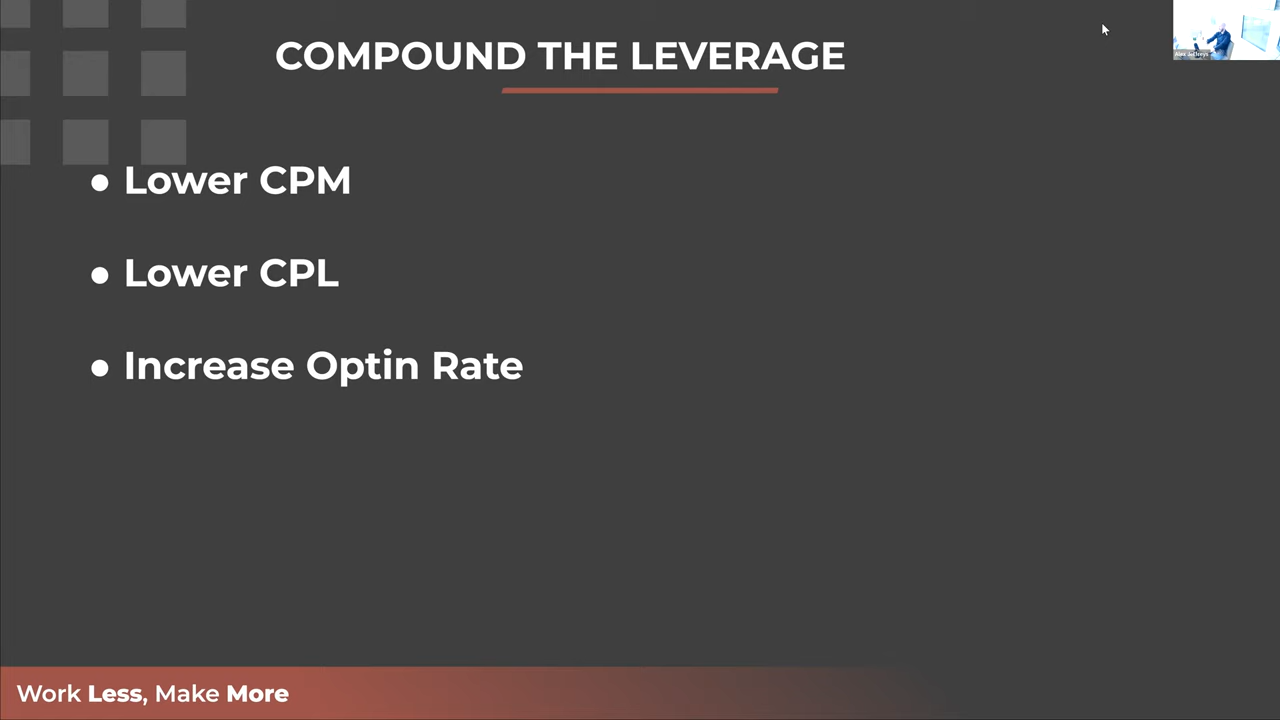 COMPOUND THE LEVERAGE
● Lower CPM
● Lower CPL
● Increase Optin Rate
Work Less, Make More